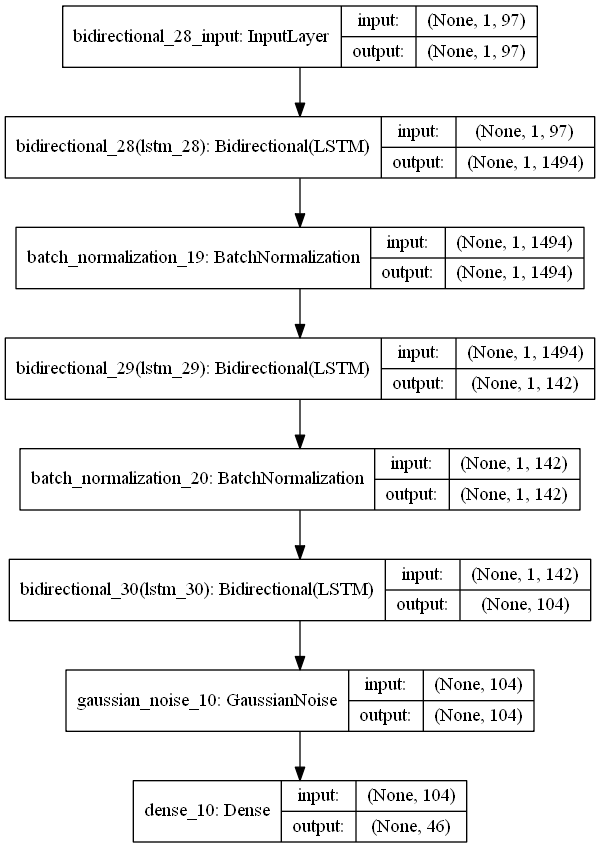 bidirectional_28_input: InputLayer
input: (None, 1, 97)
output: (None, 1, 97)
bidirectional_28(lstm_28): Bidirectional(LSTM)
input: (None, 1, 97)
output: (None, 1, 1494)
batch_normalization_19: BatchNormalization
input: (None, 1, 1494)
output: (None, 1, 1494)
bidirectional_29(lstm_29): Bidirectional(LSTM)
input: (None, 1, 1494)
output: (None, 1, 142)
batch_normalization_20: BatchNormalization
input: (None, 1, 142)
output: (None, 1, 142)
bidirectional_30(lstm_30): Bidirectional(LSTM)
input: (None, 1, 142)
output: (None, 104)
gaussian_noise_10: GaussianNoise
input: (None, 104)
output: (None, 104)
dense_10: Dense
input: (None, 104)
output: (None, 46)